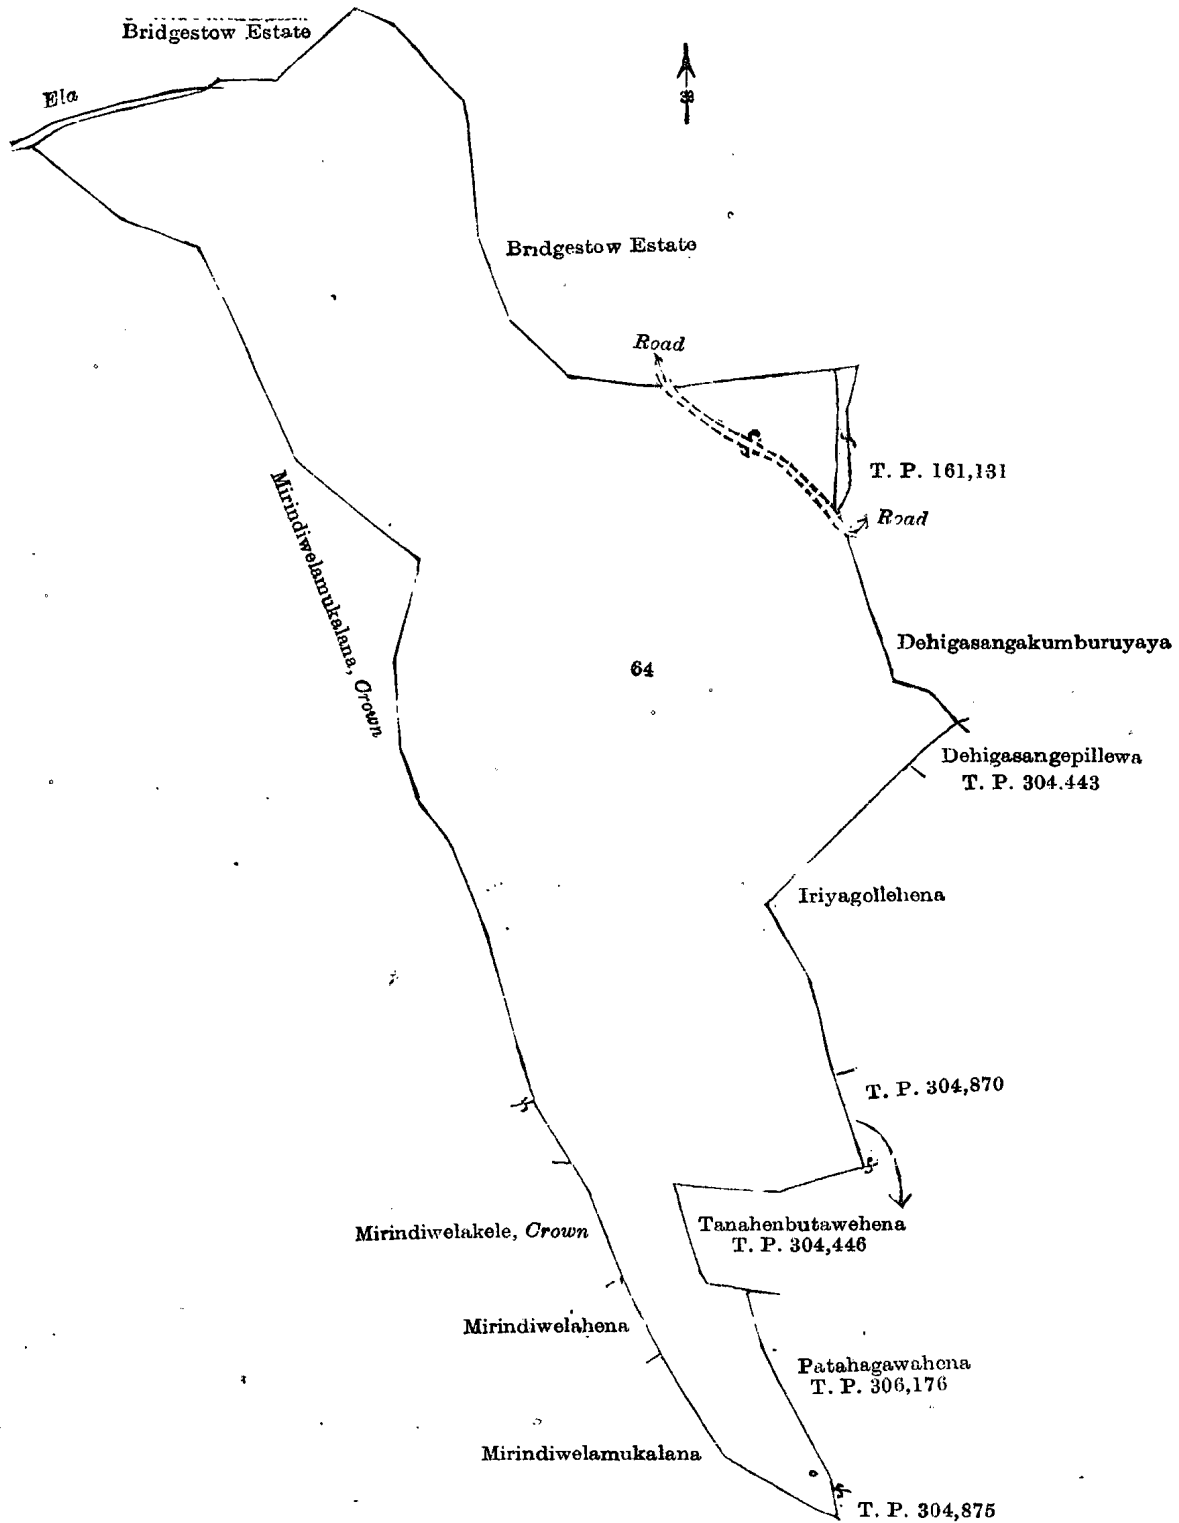 Bridgestow Estate
Ela
Bridgestow Estate
Road
T. P. 161,131
Road
Mirindiwelamukalana, Crown
Dehigasangakumburuyaya
64
Dehigasangepillewa
T. P. 304.443
Iriyagollehena
T. P. 304,870
Tanahenbutawehena
T. P. 304,446
Mirindiwelakele, Crown
Mirindiwelahena
Patahagawahena
T. P. 306,176
Mirindiwelamukalana
T. P. 304,875